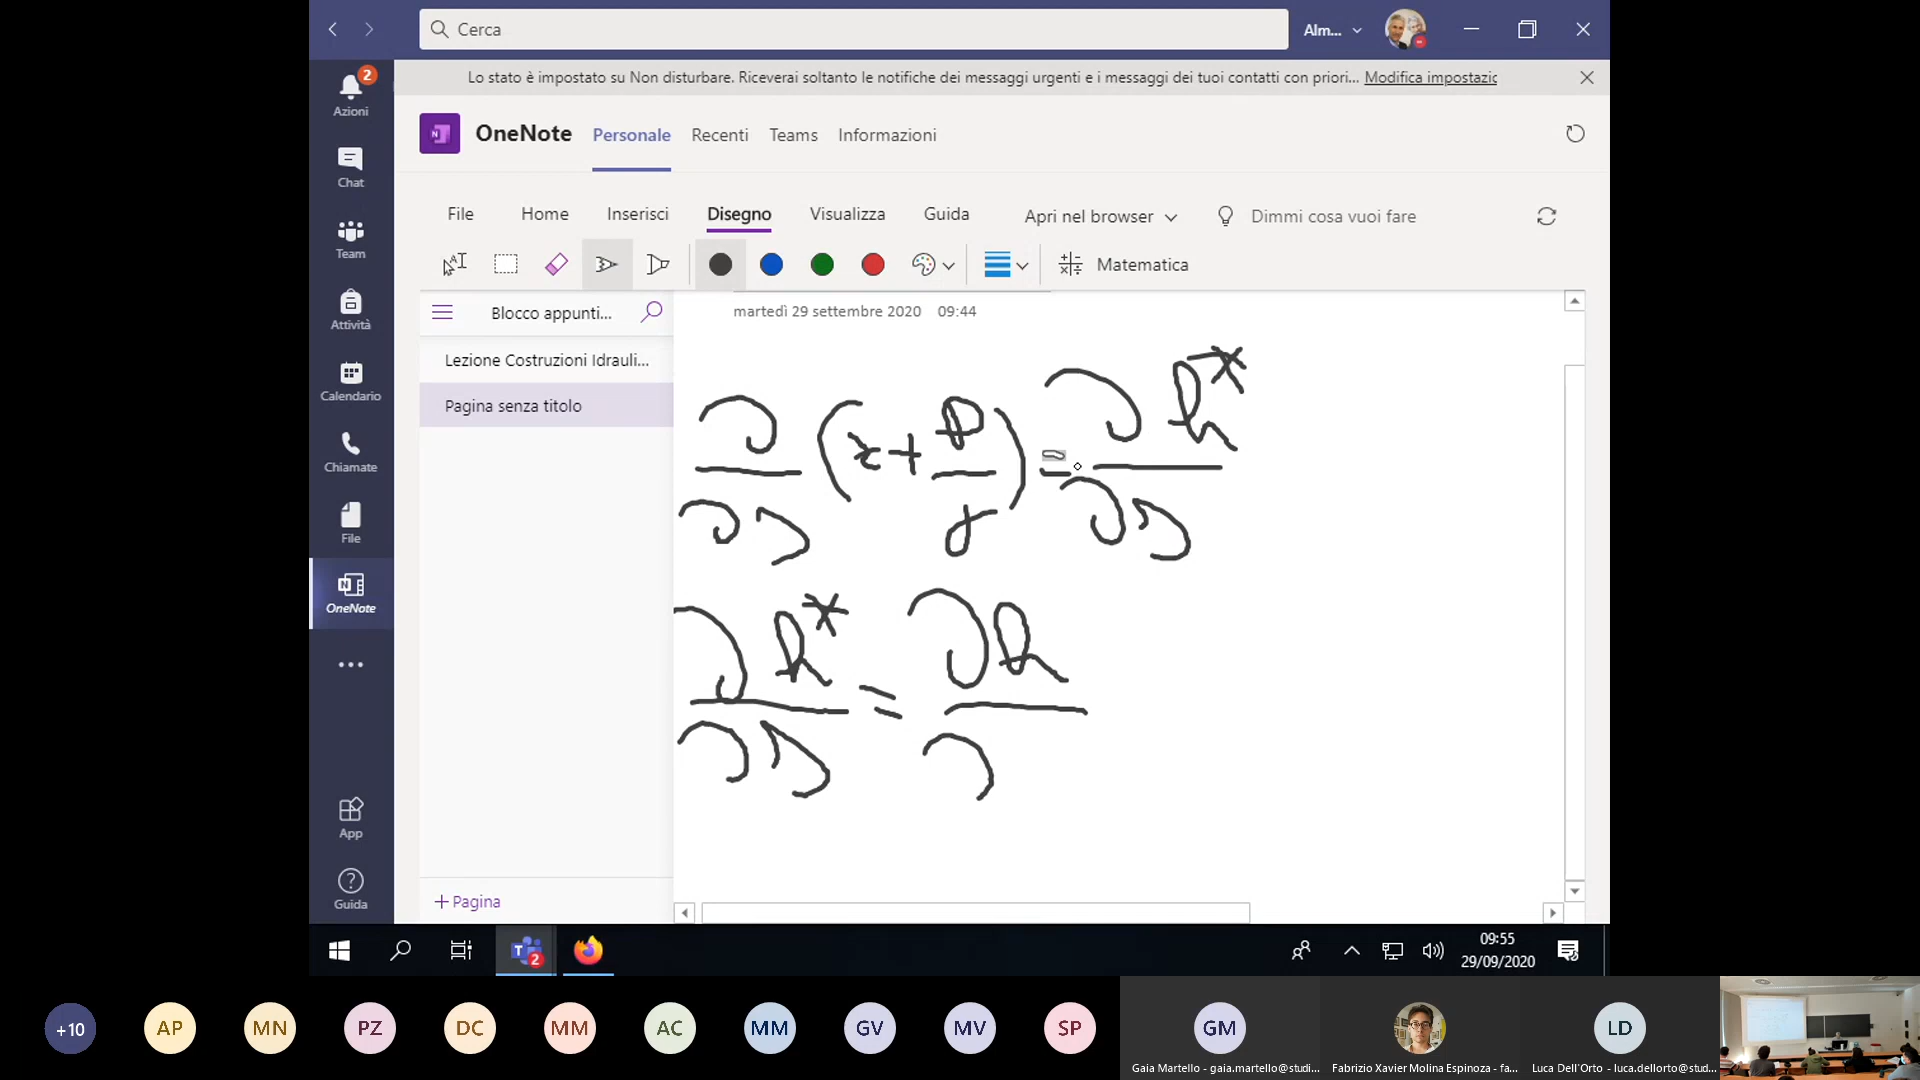 Cerca
Alm...
Lo stato è impostato su Non disturbare. Riceverai soltanto le notifiche dei messaggi urgenti e i messaggi dei tuoi contatti con priori... Modifica impostazic
2
Azioni
Chat
Team
Attività
Calendario
Chiamate
File
OneNote
App
Guida
OneNote Personale Recenti Teams Informazioni
File Home Inserisci Disegno Visualizza Guida Apri nel browser Dimmi cosa vuoi fare
Matematica
Blocco appunti...
Lezione Costruzioni Idrauli...
Pagina senza titolo
+ Pagina
martedì 29 settembre 2020 09:44
∂/∂s (z + p/γ) = ∂h*/∂s
∂h*/∂s = ∂h/∂
2
09:55
29/09/2020
+10 AP MN PZ DC MM AC MM GV MV SP GM LD
Gaia Martello - gaia.martello@studi... Fabrizio Xavier Molina Espinoza - fa... Luca Dell'Orto - luca.dellorto@stud...